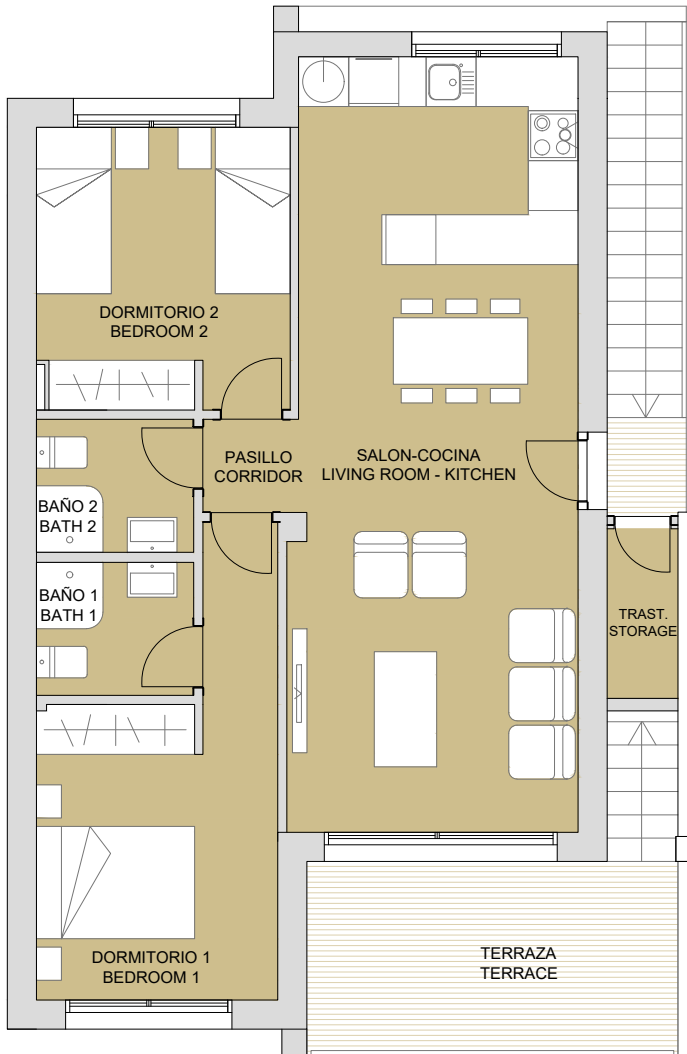 DORMITORIO 2
BEDROOM 2
PASILLO
CORRIDOR
SALON-COCINA
LIVING ROOM - KITCHEN
BAÑO 2
BATH 2
BAÑO 1
BATH 1
TRAST.
STORAGE
DORMITORIO 1
BEDROOM 1
TERRAZA
TERRACE